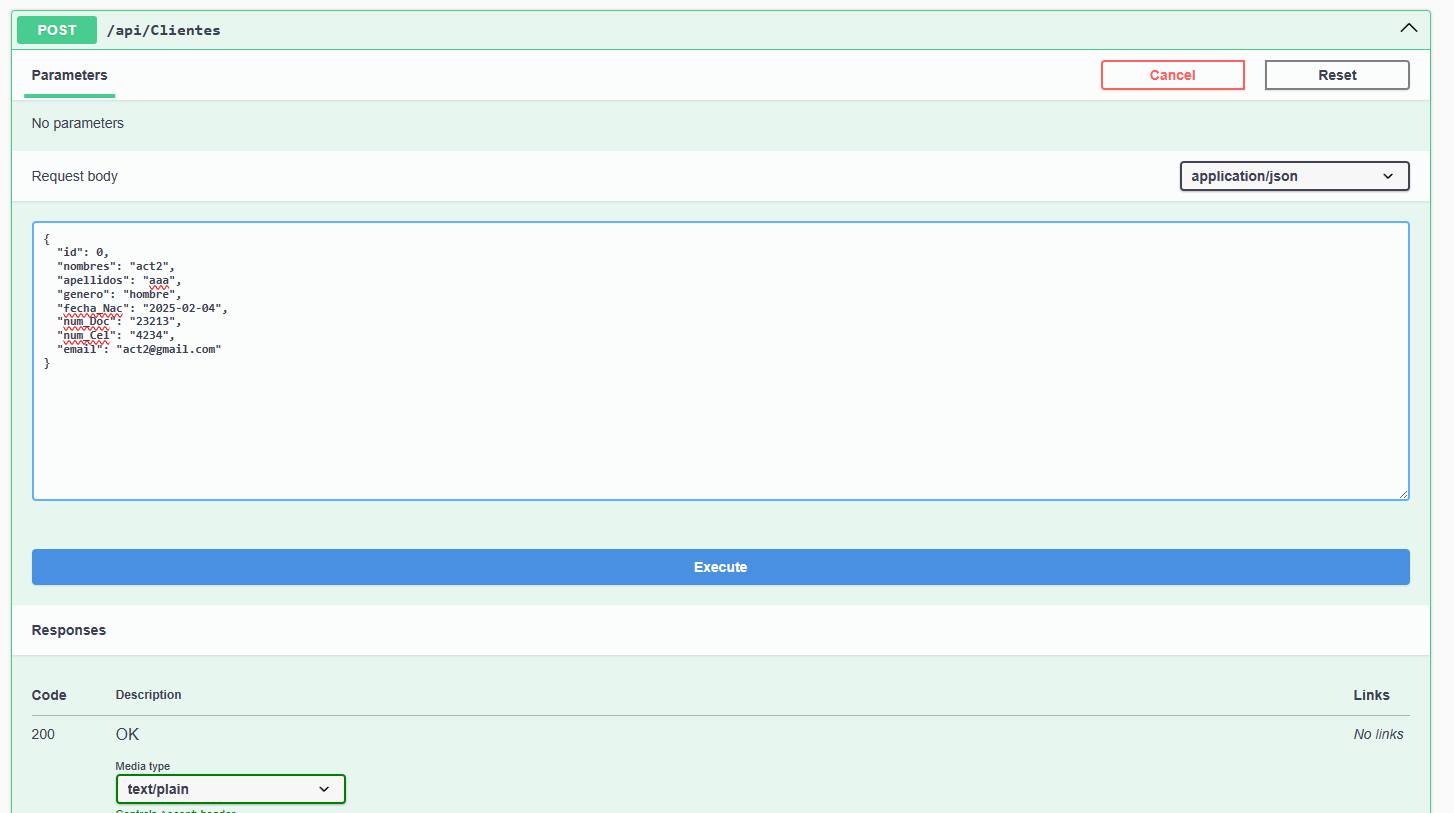 POST /api/Clientes
Parameters
Cancel
Reset
No parameters
Request body
application/json
{
  "id": 0,
  "nombres": "act2",
  "apellidos": "aaa",
  "genero": "hombre",
  "fecha_Nac": "2025-02-04",
  "num_Doc": "23213",
  "num_Cel": "4234",
  "email": "act2@gmail.com"
}
Execute
Responses
Code Description Links
200 OK No links
Media type
text/plain